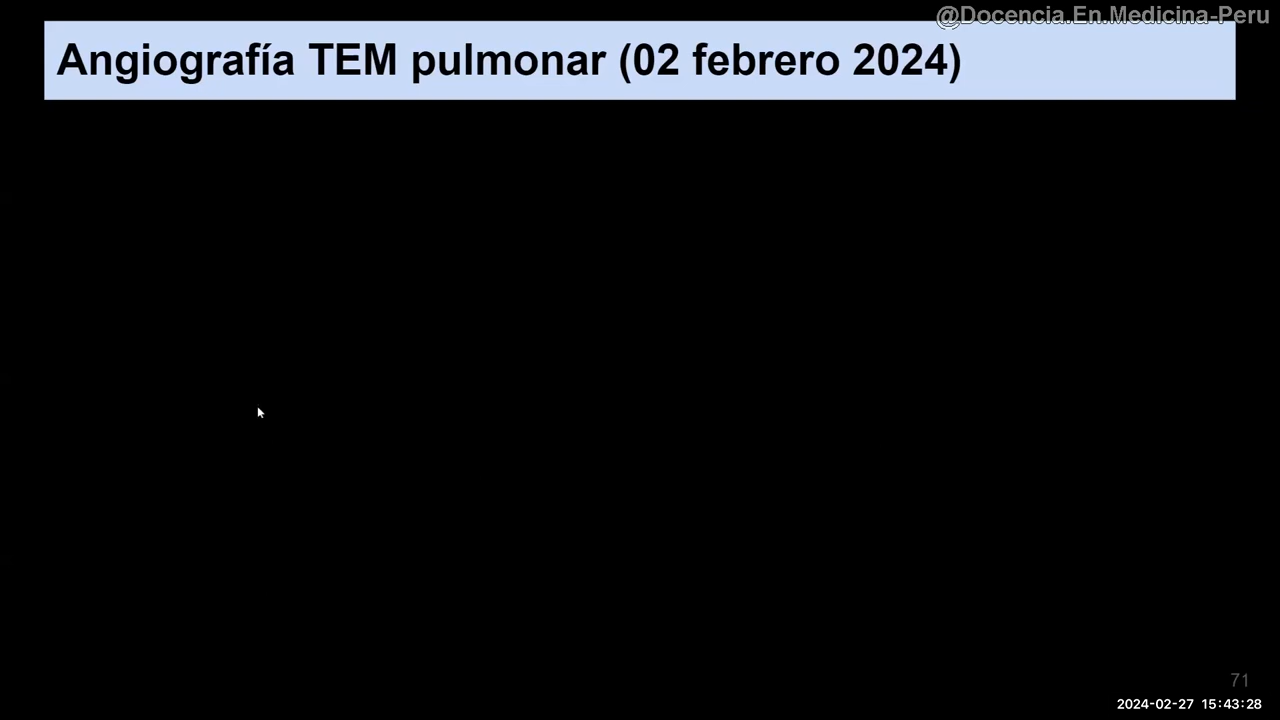 @Docencia.En.Medicina-Peru
Angiografía TEM pulmonar (02 febrero 2024)
71
2024-02-27 15:43:28